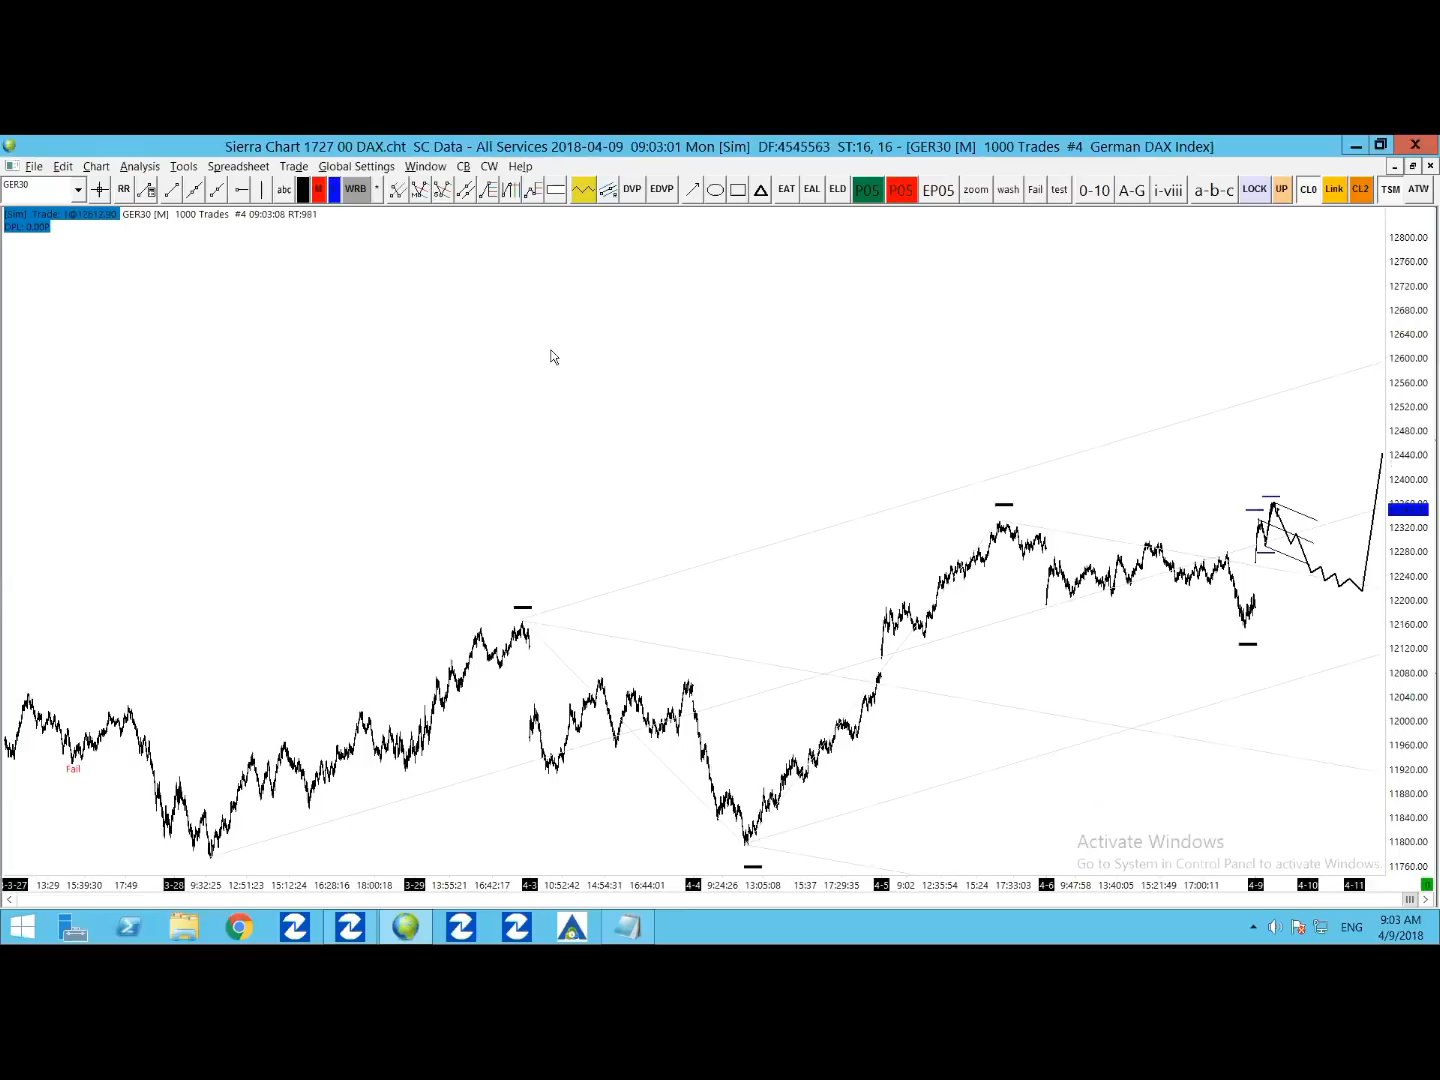 Sierra Chart 1727 00 DAX.cht SC Data - All Services 2018-04-09 09:03:01 Mon [Sim] DF:4545563 ST:16, 16 - [GER30 [M] 1000 Trades #4 German DAX Index]
File Edit Chart Analysis Tools Spreadsheet Trade Global Settings Window CB CW Help
GER30 RR abc M WRB * DVP EDVP EAT EAL ELD P05 P05 EP05 zoom wash Fail test 0-10 A-G i-viii a-b-c LOCK UP CL0 Link CL2 TSM ATW
[Sim] Trade: 1@12612.90 GER30 [M] 1000 Trades #4 09:03:08 RT:981
OPL: 0.00P
12800.00
12760.00
12720.00
12680.00
12640.00
12600.00
12560.00
12520.00
12480.00
12440.00
12400.00
12320.00
12280.00
12240.00
12200.00
12160.00
12120.00
12080.00
12040.00
12000.00
11960.00
11920.00
11880.00
11840.00
11800.00
11760.00
Fail
Activate Windows
Go to System in Control Panel to activate Windows.
3-27 13:29 15:39:30 17:49 3-28 9:32:25 12:51:23 15:12:24 16:28:16 18:00:18 3-29 13:55:21 16:42:17 4-3 10:52:42 14:54:31 16:44:01 4-4 9:24:26 13:05:08 15:37 17:29:35 4-5 9:02 12:35:54 15:24 17:33:03 4-6 9:47:58 13:40:05 15:21:49 17:00:11 4-9 4-10 4-11 0
ENG
9:03 AM
4/9/2018